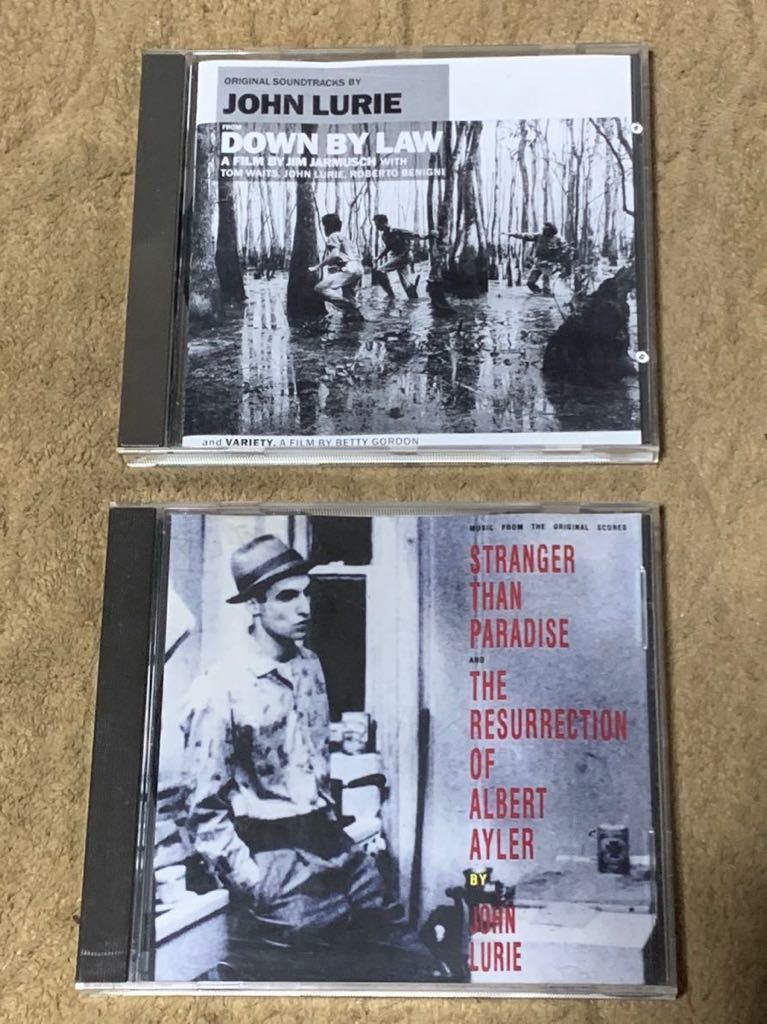 ORIGINAL SOUNDTRACKS BY
JOHN LURIE
FROM
DOWN BY LAW
A FILM BY JIM JARMUSCH WITH
TOM WAITS, JOHN LURIE, ROBERTO BENIGNI
and VARIETY, A FILM BY BETTY GORDON
MUSIC FROM THE ORIGINAL SCORES
STRANGER
THAN
PARADISE
AND
THE
RESURRECTION
OF
ALBERT
AYLER
BY
JOHN
LURIE